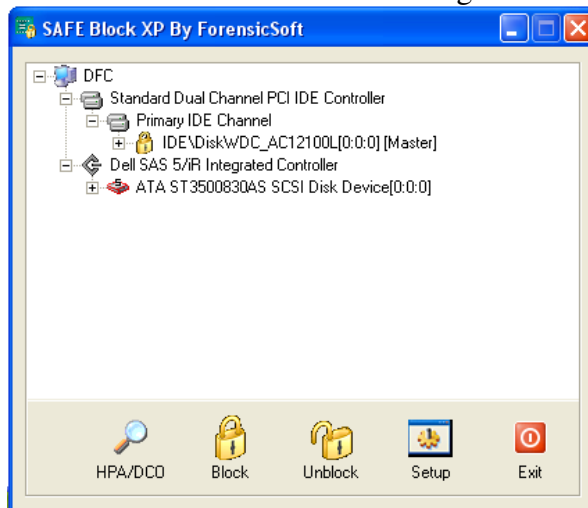 SAFE Block XP By ForensicSoft
DFC
Standard Dual Channel PCI IDE Controller
Primary IDE Channel
IDE\DiskWDC_AC12100L[0:0:0] [Master]
Dell SAS 5/iR Integrated Controller
ATA ST3500830AS SCSI Disk Device[0:0:0]
HPA/DCO Block Unblock Setup Exit